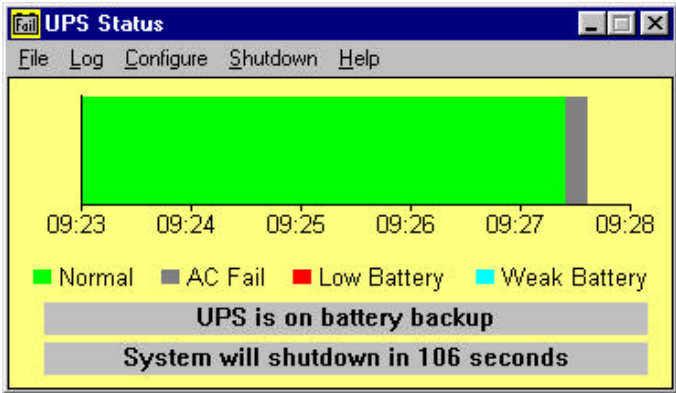 Fail UPS Status
File Log Configure Shutdown Help
09:23 09:24 09:25 09:26 09:27 09:28
Normal AC Fail Low Battery Weak Battery
UPS is on battery backup
System will shutdown in 106 seconds